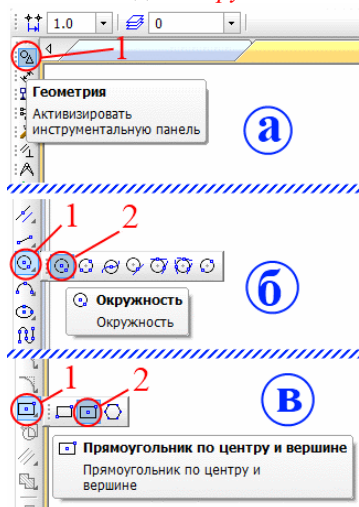 1.0 0
1
Геометрия
Активизировать
инструментальную панель
а
1 2
Окружность
Окружность
б
1 2
в
Прямоугольник по центру и вершине
Прямоугольник по центру и
вершине